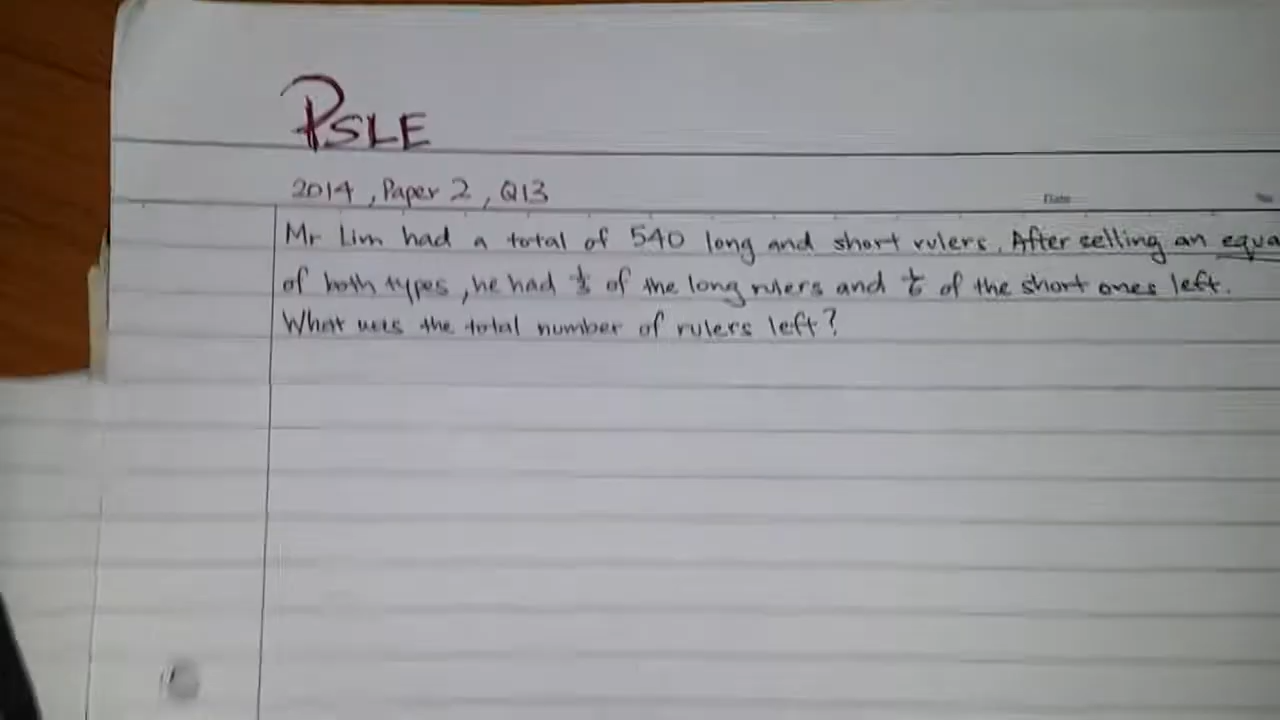 PSLE
2014, Paper 2, Q13
Date
No
Mr Lim had a total of 540 long and short rulers. After selling an equa
of both types, he had 1/3 of the long rulers and 1/6 of the short ones left.
What was the total number of rulers left?